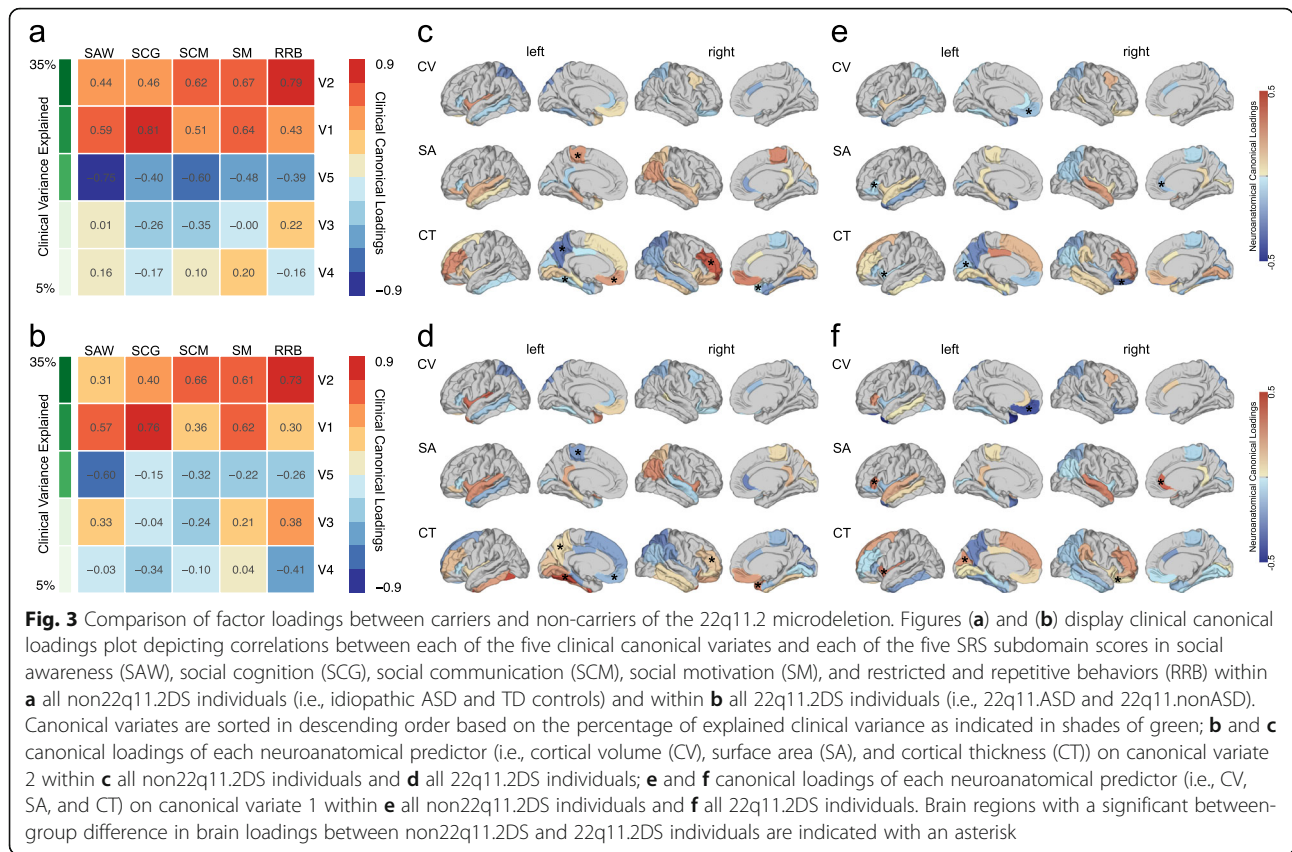 a
SAW SCG SCM SM RRB
35%
5%
Clinical Variance Explained
0.44 0.46 0.62 0.67 0.79 V2
0.59 0.81 0.51 0.64 0.43 V1
−0.75 −0.40 −0.60 −0.48 −0.39 V5
0.01 −0.26 −0.35 −0.00 0.22 V3
0.16 −0.17 0.10 0.20 −0.16 V4
0.9
Clinical Canonical Loadings
−0.9
b
SAW SCG SCM SM RRB
35%
5%
Clinical Variance Explained
0.31 0.40 0.66 0.61 0.73 V2
0.57 0.76 0.36 0.62 0.30 V1
−0.60 −0.15 −0.32 −0.22 −0.26 V5
0.33 −0.04 −0.24 0.21 0.38 V3
−0.03 −0.34 −0.10 0.04 −0.41 V4
0.9
Clinical Canonical Loadings
−0.9
c
left right
CV
SA
*
CT
* * * * *
d
left right
CV
SA
*
CT
* * * * *
e
left right
CV
*
SA
* *
CT
* * *
0.5
Neuroanatomical Canonical Loadings
-0.5
f
left right
CV
*
SA
* *
CT
* * *
0.5
Neuroanatomical Canonical Loadings
-0.5
Fig. 3 Comparison of factor loadings between carriers and non-carriers of the 22q11.2 microdeletion. Figures (a) and (b) display clinical canonical
loadings plot depicting correlations between each of the five clinical canonical variates and each of the five SRS subdomain scores in social
awareness (SAW), social cognition (SCG), social communication (SCM), social motivation (SM), and restricted and repetitive behaviors (RRB) within
a all non22q11.2DS individuals (i.e., idiopathic ASD and TD controls) and within b all 22q11.2DS individuals (i.e., 22q11.ASD and 22q11.nonASD).
Canonical variates are sorted in descending order based on the percentage of explained clinical variance as indicated in shades of green; b and c
canonical loadings of each neuroanatomical predictor (i.e., cortical volume (CV), surface area (SA), and cortical thickness (CT)) on canonical variate
2 within c all non22q11.2DS individuals and d all 22q11.2DS individuals; e and f canonical loadings of each neuroanatomical predictor (i.e., CV,
SA, and CT) on canonical variate 1 within e all non22q11.2DS individuals and f all 22q11.2DS individuals. Brain regions with a significant between-
group difference in brain loadings between non22q11.2DS and 22q11.2DS individuals are indicated with an asterisk